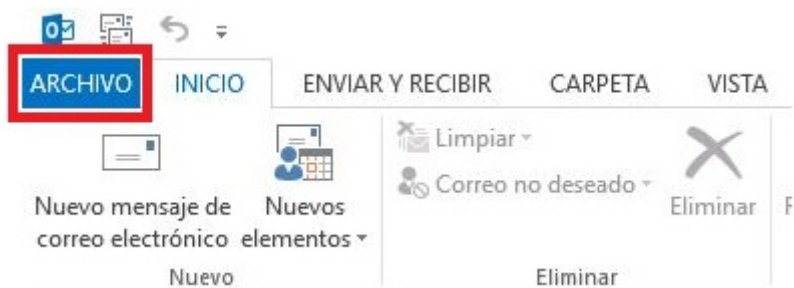 ARCHIVO INICIO ENVIAR Y RECIBIR CARPETA VISTA
Nuevo mensaje de
correo electrónico
Nuevos
elementos
Limpiar
Correo no deseado
Eliminar
Nuevo
Eliminar